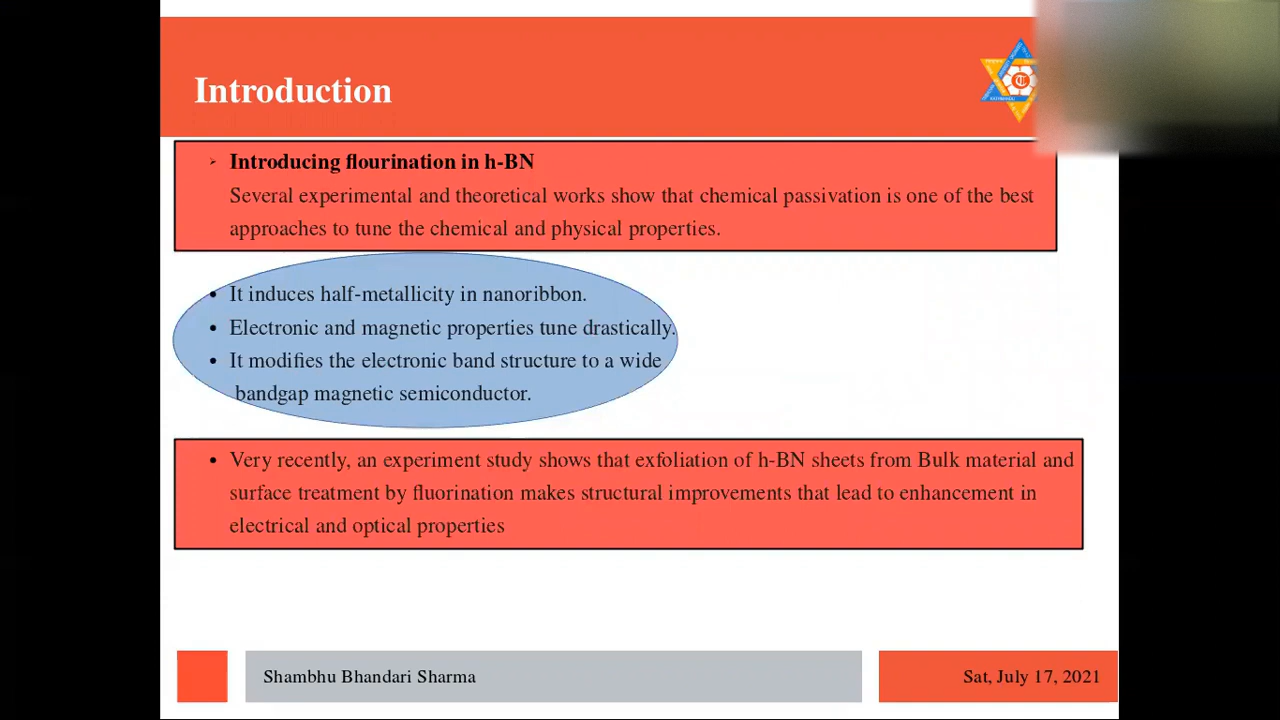 Introduction
➢ Introducing flourination in h-BN
Several experimental and theoretical works show that chemical passivation is one of the best
approaches to tune the chemical and physical properties.
• It induces half-metallicity in nanoribbon.
• Electronic and magnetic properties tune drastically.
• It modifies the electronic band structure to a wide
bandgap magnetic semiconductor.
• Very recently, an experiment study shows that exfoliation of h-BN sheets from Bulk material and
surface treatment by fluorination makes structural improvements that lead to enhancement in
electrical and optical properties
Shambhu Bhandari Sharma
Sat, July 17, 2021